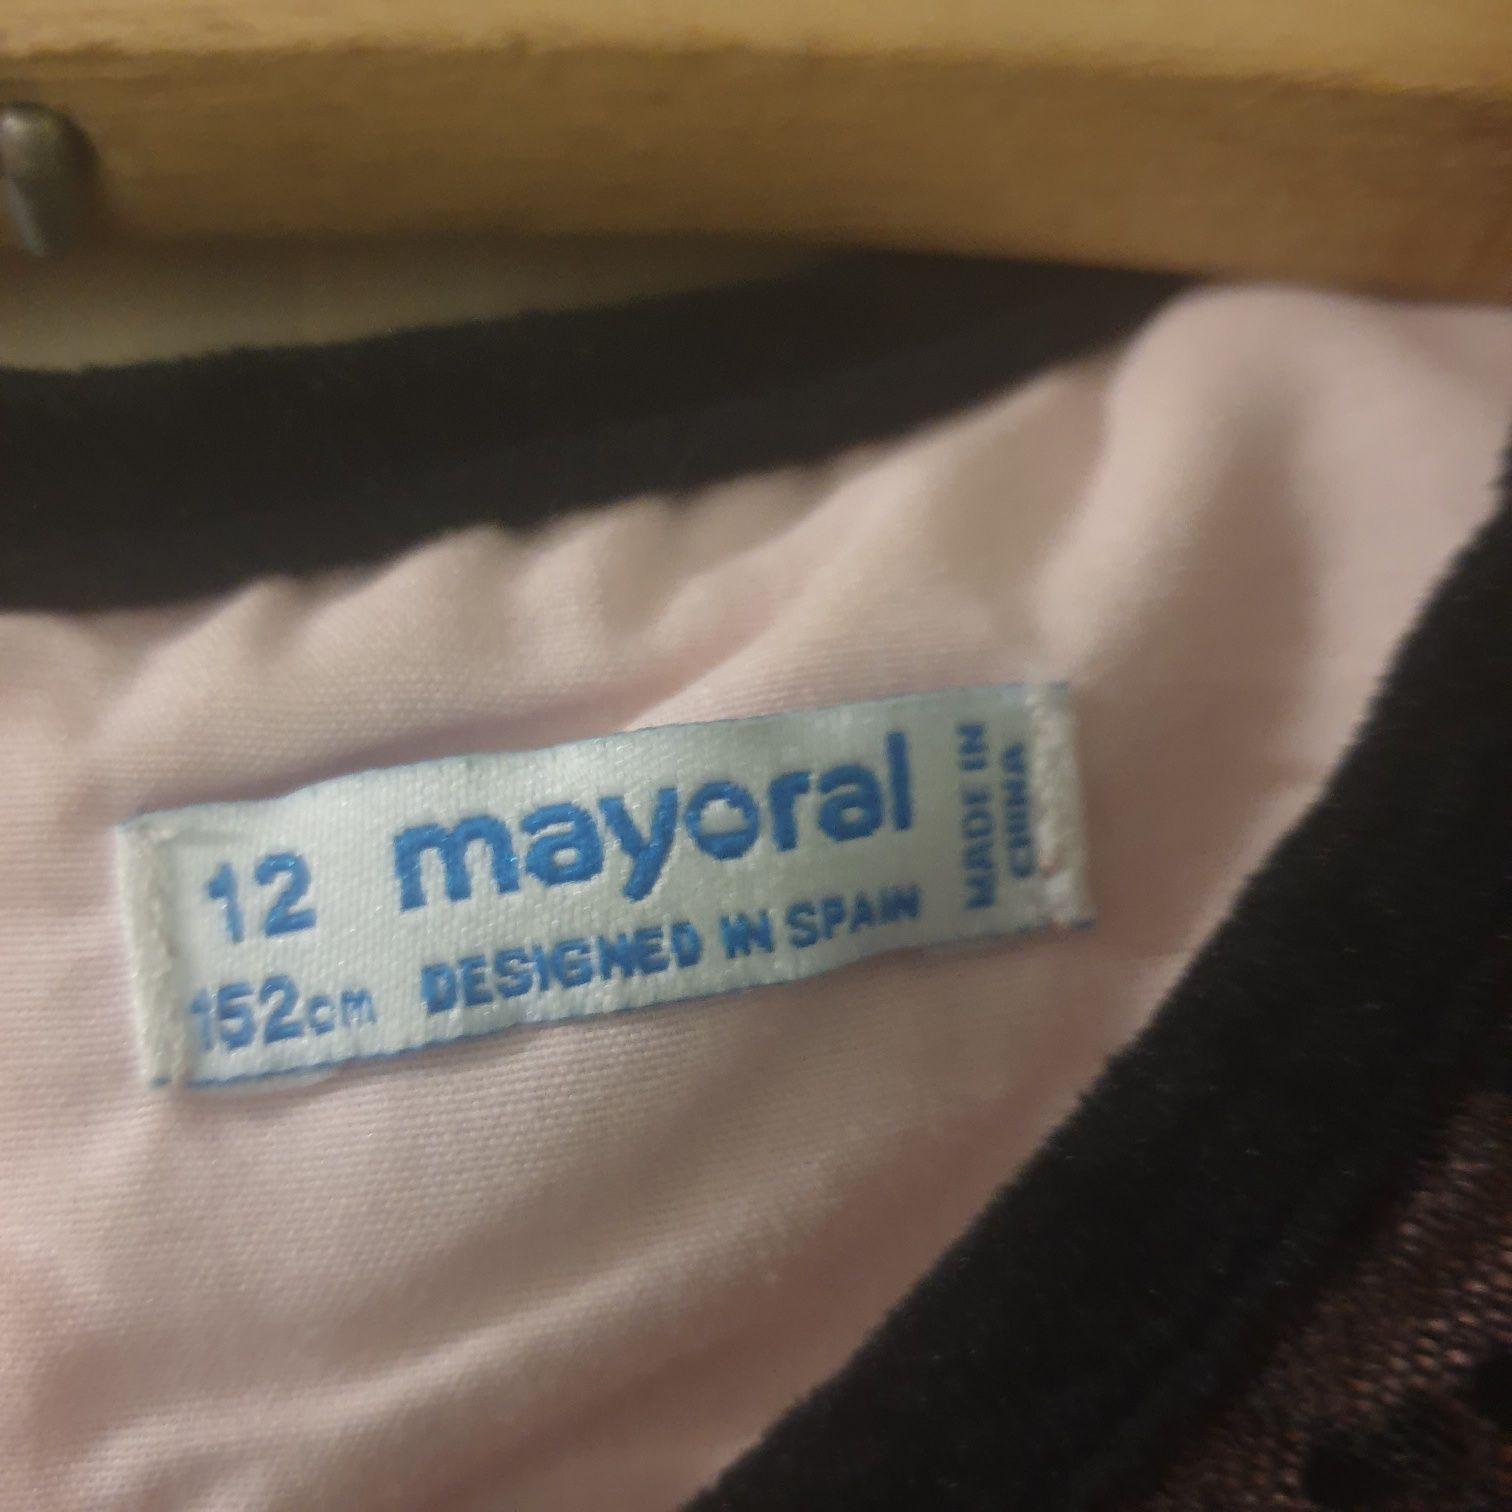 12
152cm
mayoral
DESIGNED IN SPAIN
MADE IN
CHINA